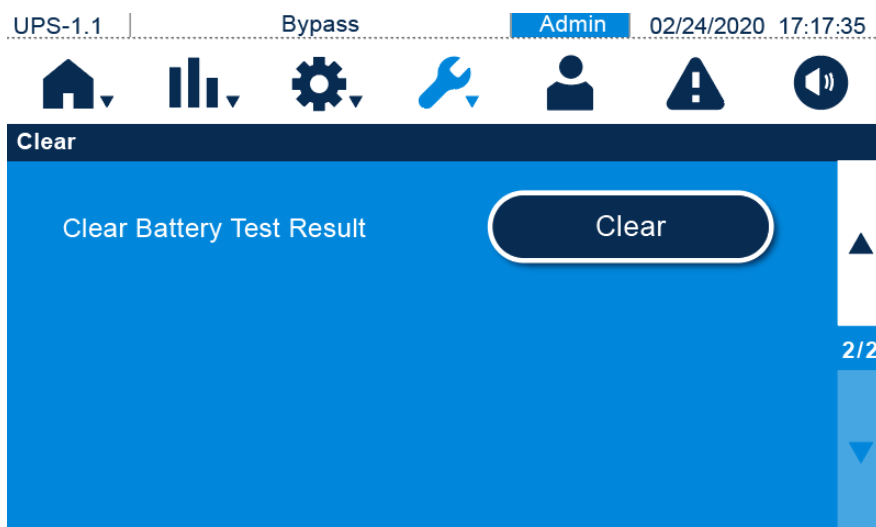 UPS-1.1 Bypass Admin 02/24/2020 17:17:35
Clear
Clear Battery Test Result Clear
2/2